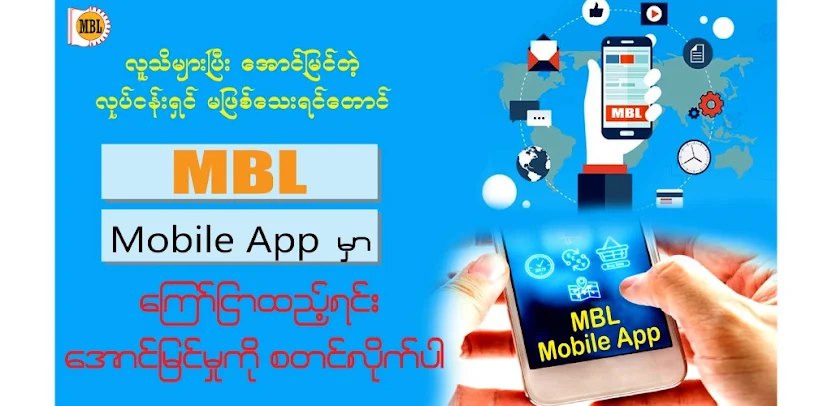 MBL
လူသိများပြီး အောင်မြင်တဲ့
လုပ်ငန်းရှင် မဖြစ်သေးရင်တောင်
MBL
Mobile App မှာ
ကြော်ငြာထည့်ရင်း
အောင်မြင်မှုကို စတင်လိုက်ပါ
MBL
MBL
Mobile App